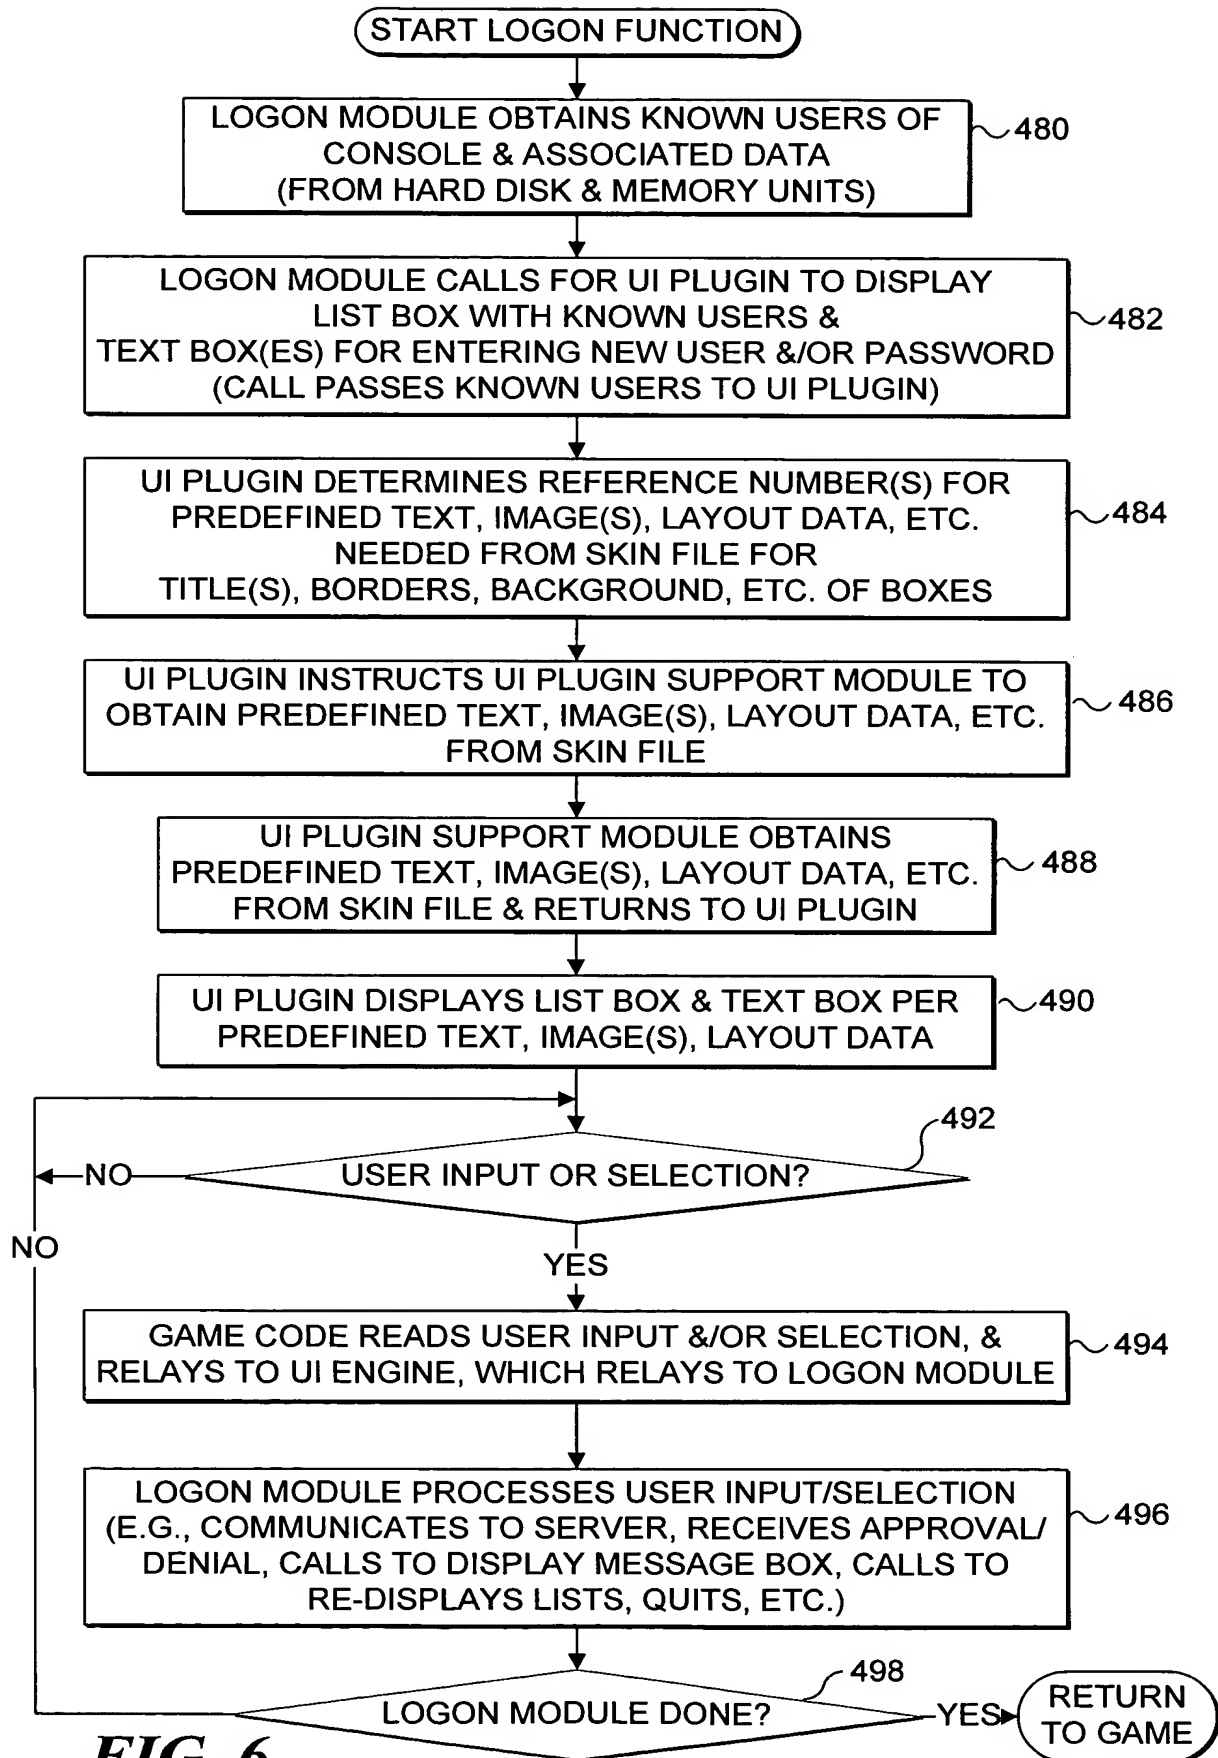 START LOGON FUNCTION
LOGON MODULE OBTAINS KNOWN USERS OF
CONSOLE & ASSOCIATED DATA
(FROM HARD DISK & MEMORY UNITS)
480
LOGON MODULE CALLS FOR UI PLUGIN TO DISPLAY
LIST BOX WITH KNOWN USERS &
TEXT BOX(ES) FOR ENTERING NEW USER &/OR PASSWORD
(CALL PASSES KNOWN USERS TO UI PLUGIN)
482
UI PLUGIN DETERMINES REFERENCE NUMBER(S) FOR
PREDEFINED TEXT, IMAGE(S), LAYOUT DATA, ETC.
NEEDED FROM SKIN FILE FOR
TITLE(S), BORDERS, BACKGROUND, ETC. OF BOXES
484
UI PLUGIN INSTRUCTS UI PLUGIN SUPPORT MODULE TO
OBTAIN PREDEFINED TEXT, IMAGE(S), LAYOUT DATA, ETC.
FROM SKIN FILE
486
UI PLUGIN SUPPORT MODULE OBTAINS
PREDEFINED TEXT, IMAGE(S), LAYOUT DATA, ETC.
FROM SKIN FILE & RETURNS TO UI PLUGIN
488
UI PLUGIN DISPLAYS LIST BOX & TEXT BOX PER
PREDEFINED TEXT, IMAGE(S), LAYOUT DATA
490
492
USER INPUT OR SELECTION?
NO
NO
YES
GAME CODE READS USER INPUT &/OR SELECTION, &
RELAYS TO UI ENGINE, WHICH RELAYS TO LOGON MODULE
494
LOGON MODULE PROCESSES USER INPUT/SELECTION
(E.G., COMMUNICATES TO SERVER, RECEIVES APPROVAL/
DENIAL, CALLS TO DISPLAY MESSAGE BOX, CALLS TO
RE-DISPLAYS LISTS, QUITS, ETC.)
496
498
LOGON MODULE DONE?
YES
RETURN
TO GAME
FIG. 6